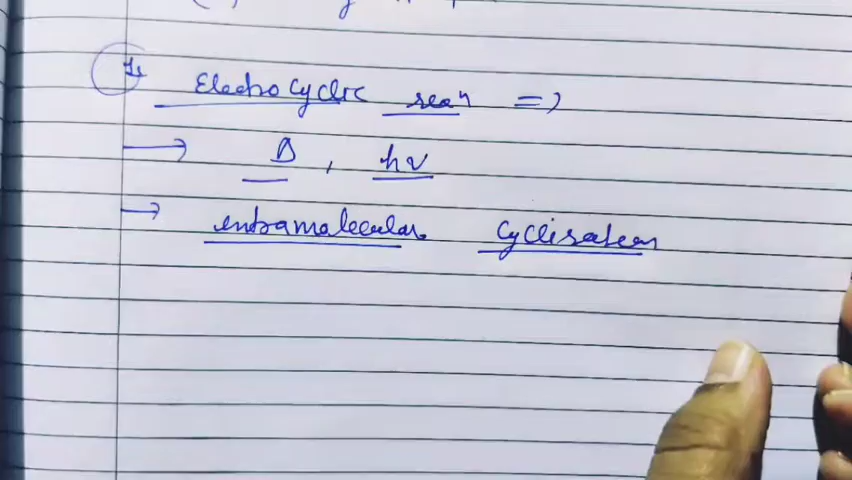 1. Electrocyclic reaⁿ =>
→ Δ , hν
→ intramolecular Cyclisation